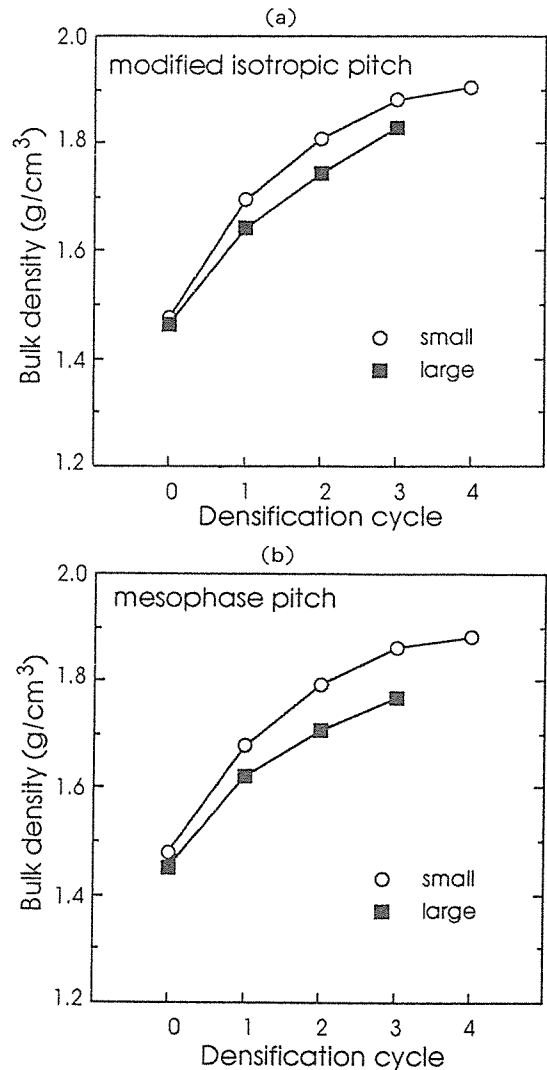 (a)
2.0
modified isotropic pitch
1.8
1.6
1.4
1.2
Bulk density (g/cm³)
small
large
0 1 2 3 4
Densification cycle
(b)
2.0
mesophase pitch
1.8
1.6
1.4
1.2
Bulk density (g/cm³)
small
large
0 1 2 3 4
Densification cycle